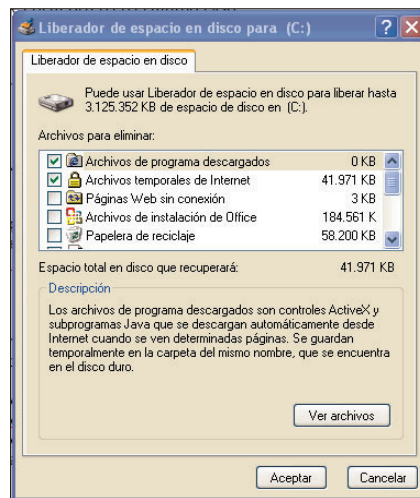 Liberador de espacio en disco para (C:)
Liberador de espacio en disco
Puede usar Liberador de espacio en disco para liberar hasta
3.125.352 KB de espacio de disco en (C:).
Archivos para eliminar:
Archivos de programa descargados 0 KB
Archivos temporales de Internet 41.971 KB
Páginas Web sin conexión 3 KB
Archivos de instalación de Office 184.561 K
Papelera de reciclaje 58.200 KB
Espacio total en disco que recuperará: 41.971 KB
Descripción
Los archivos de programa descargados son controles ActiveX y
subprogramas Java que se descargan automáticamente desde
Internet cuando se ven determinadas páginas. Se guardan
temporalmente en la carpeta del mismo nombre, que se encuentra
en el disco duro.
Ver archivos
Aceptar Cancelar